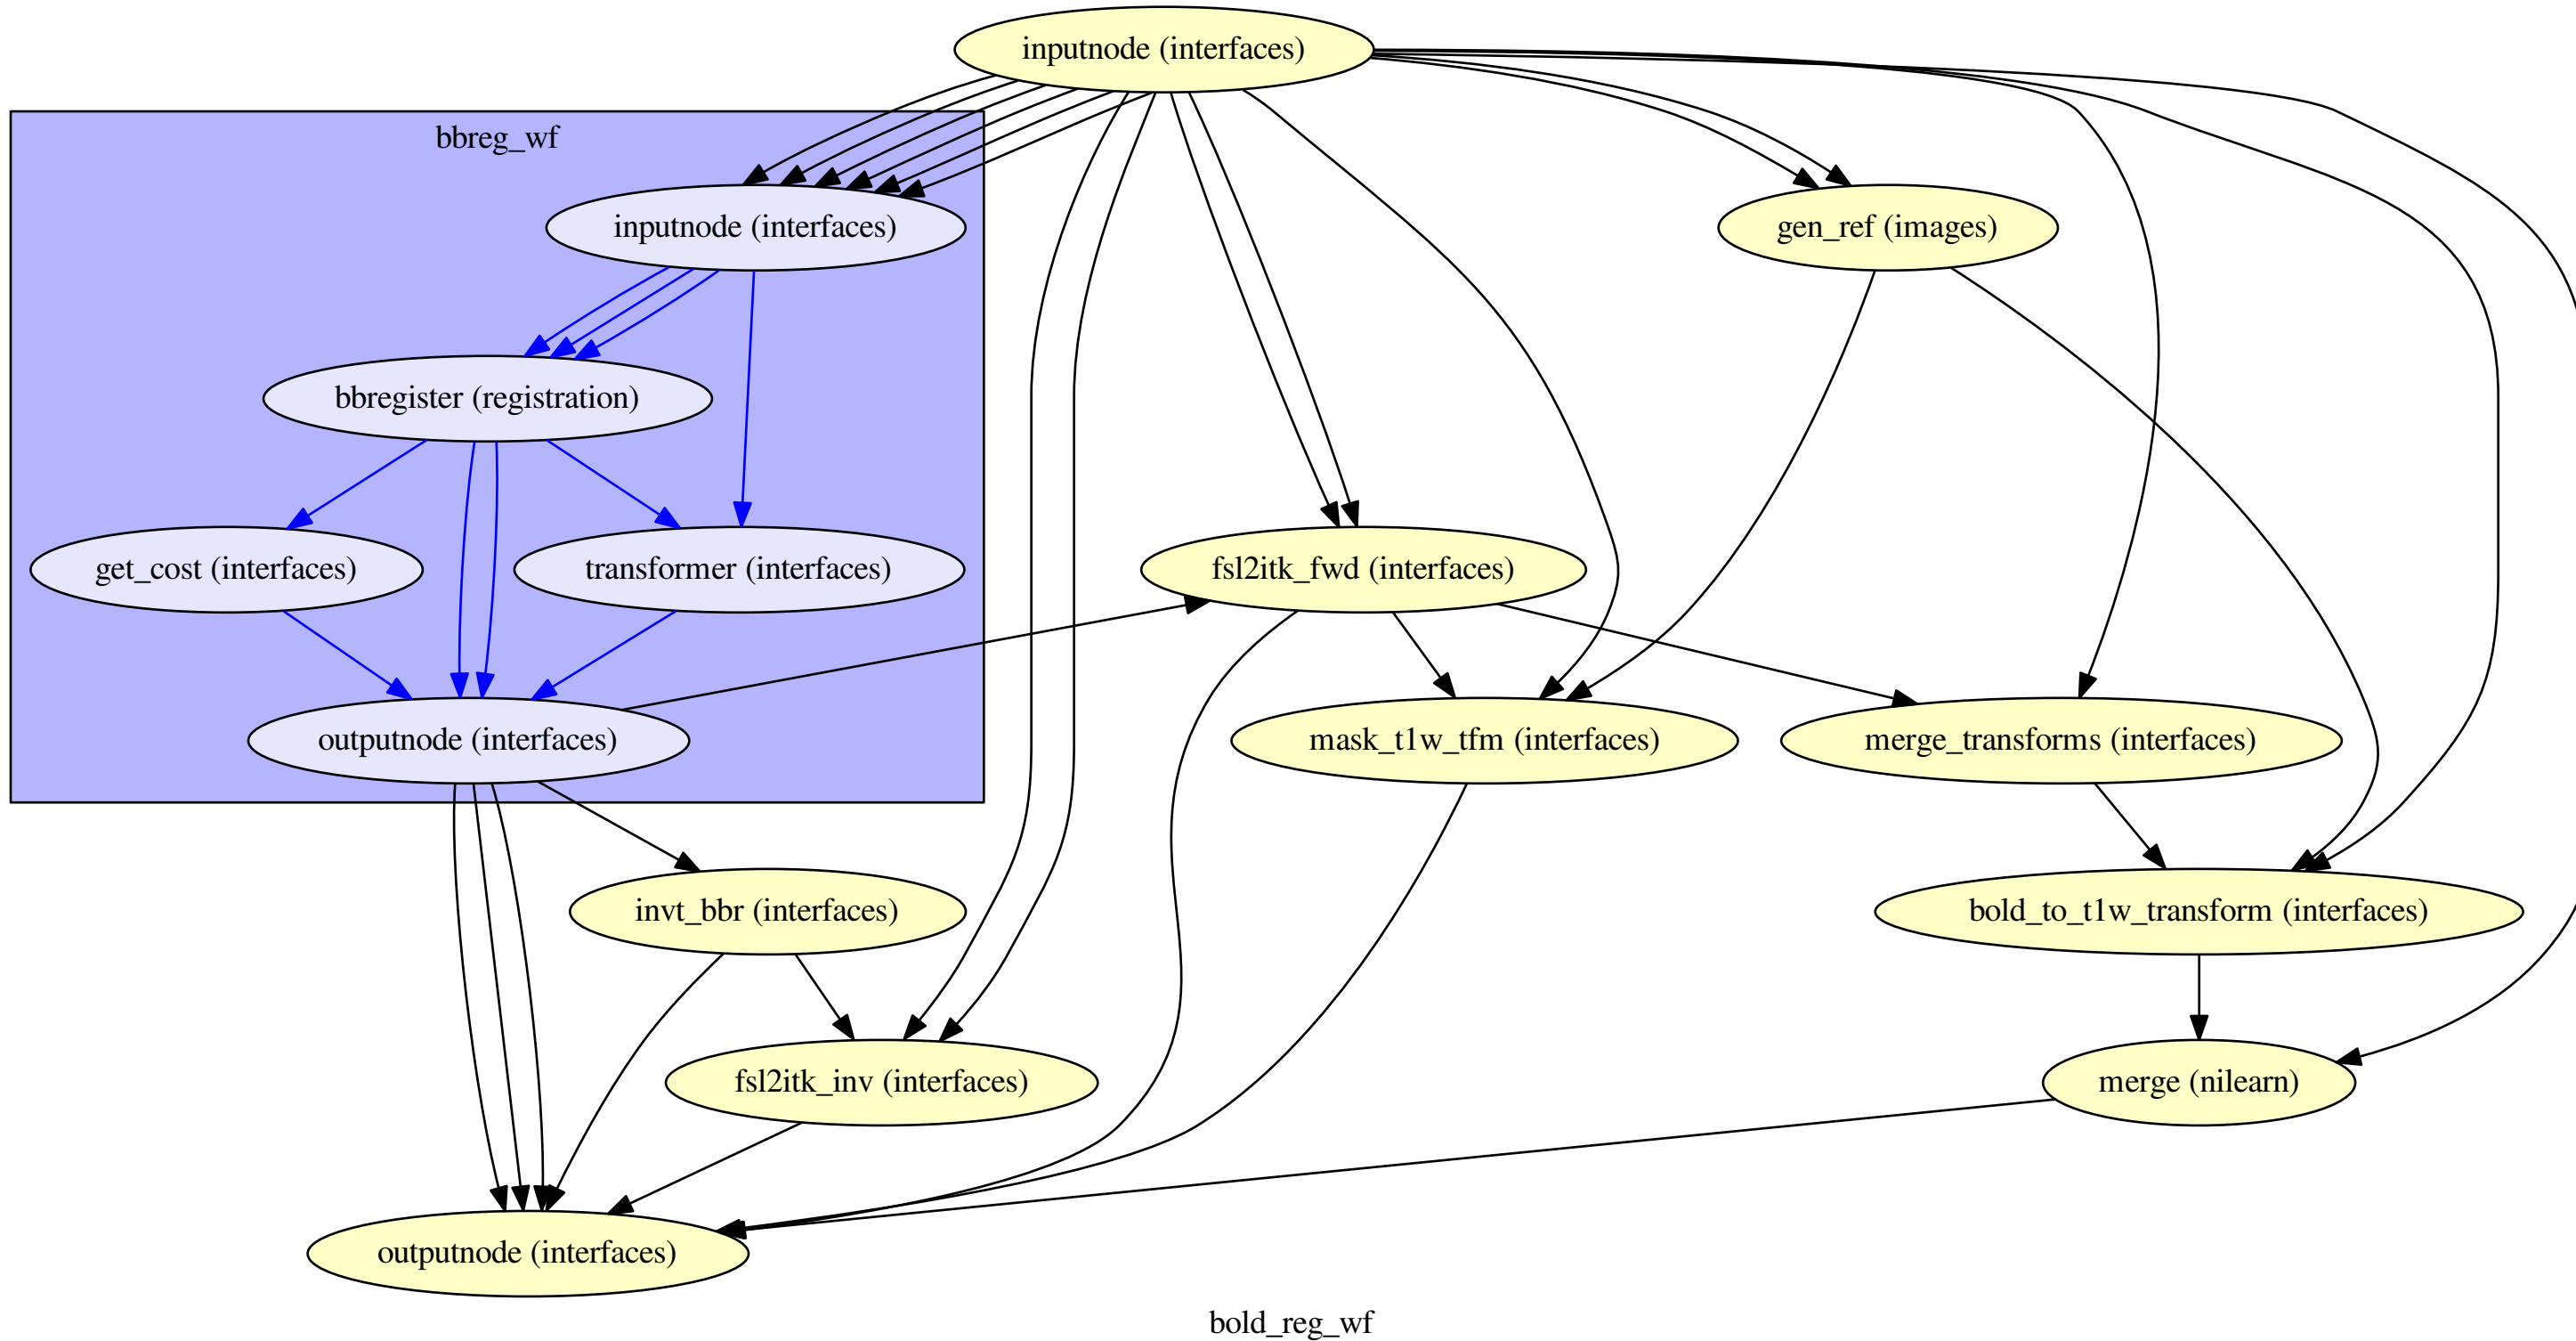 inputnode (interfaces)
bbreg_wf
inputnode (interfaces)
gen_ref (images)
bbregister (registration)
get_cost (interfaces)
transformer (interfaces)
fsl2itk_fwd (interfaces)
outputnode (interfaces)
mask_t1w_tfm (interfaces)
merge_transforms (interfaces)
invt_bbr (interfaces)
bold_to_t1w_transform (interfaces)
fsl2itk_inv (interfaces)
merge (nilearn)
outputnode (interfaces)
bold_reg_wf